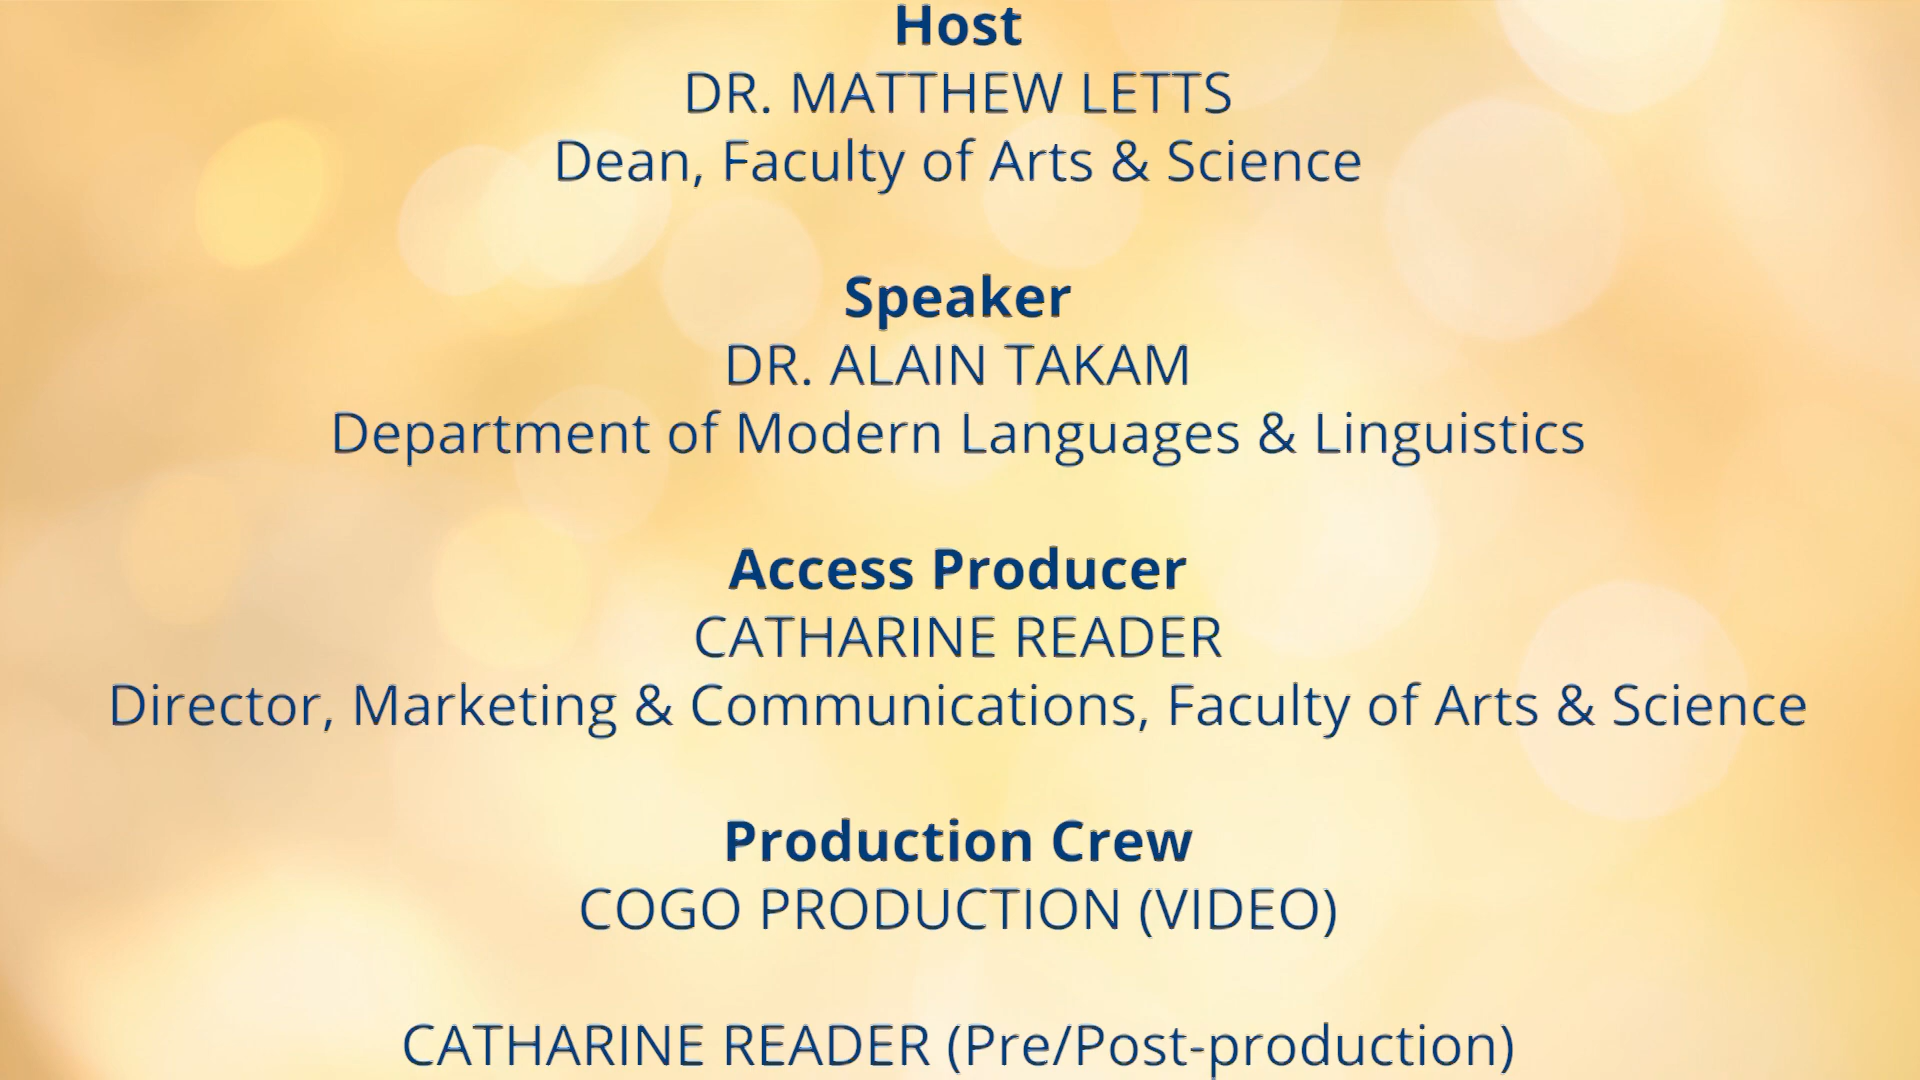 Host
DR. MATTHEW LETTS
Dean, Faculty of Arts & Science
Speaker
DR. ALAIN TAKAM
Department of Modern Languages & Linguistics
Access Producer
CATHARINE READER
Director, Marketing & Communications, Faculty of Arts & Science
Production Crew
COGO PRODUCTION (VIDEO)
CATHARINE READER (Pre/Post-production)